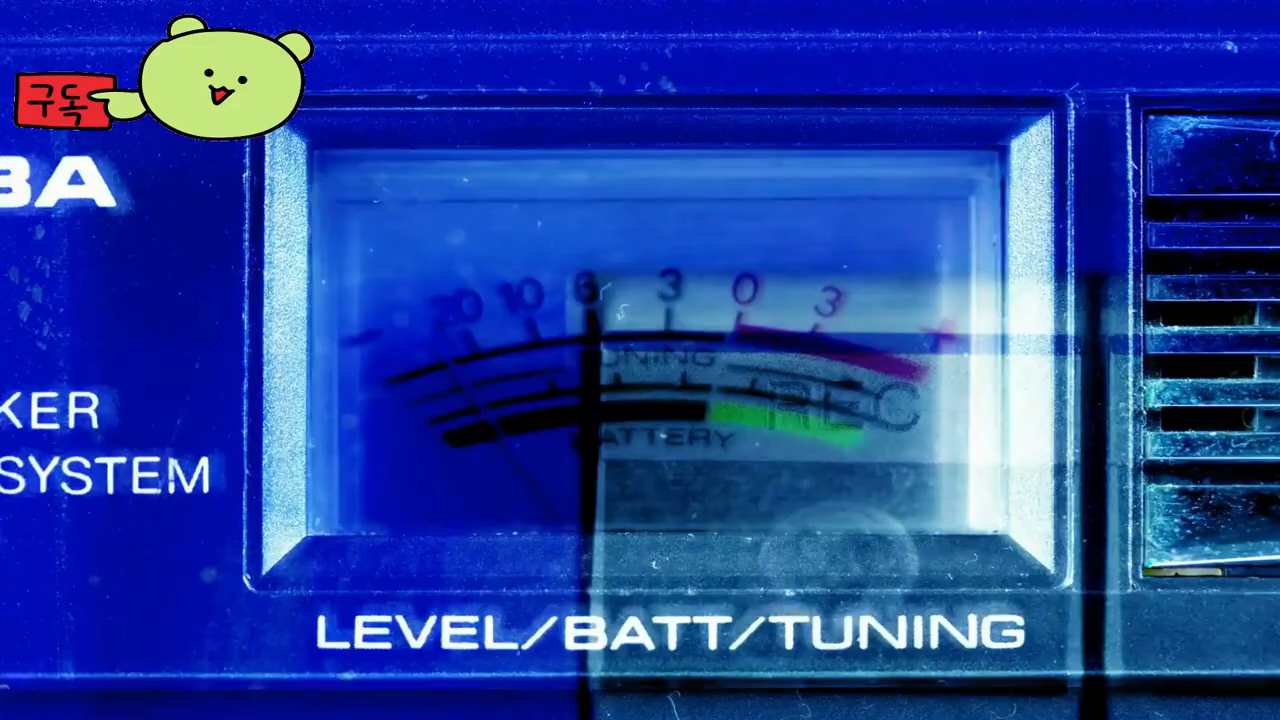 구독
BA
20 10 6 3 0 3 +
TUNING
REC
BATTERY
KER
SYSTEM
LEVEL/BATT/TUNING